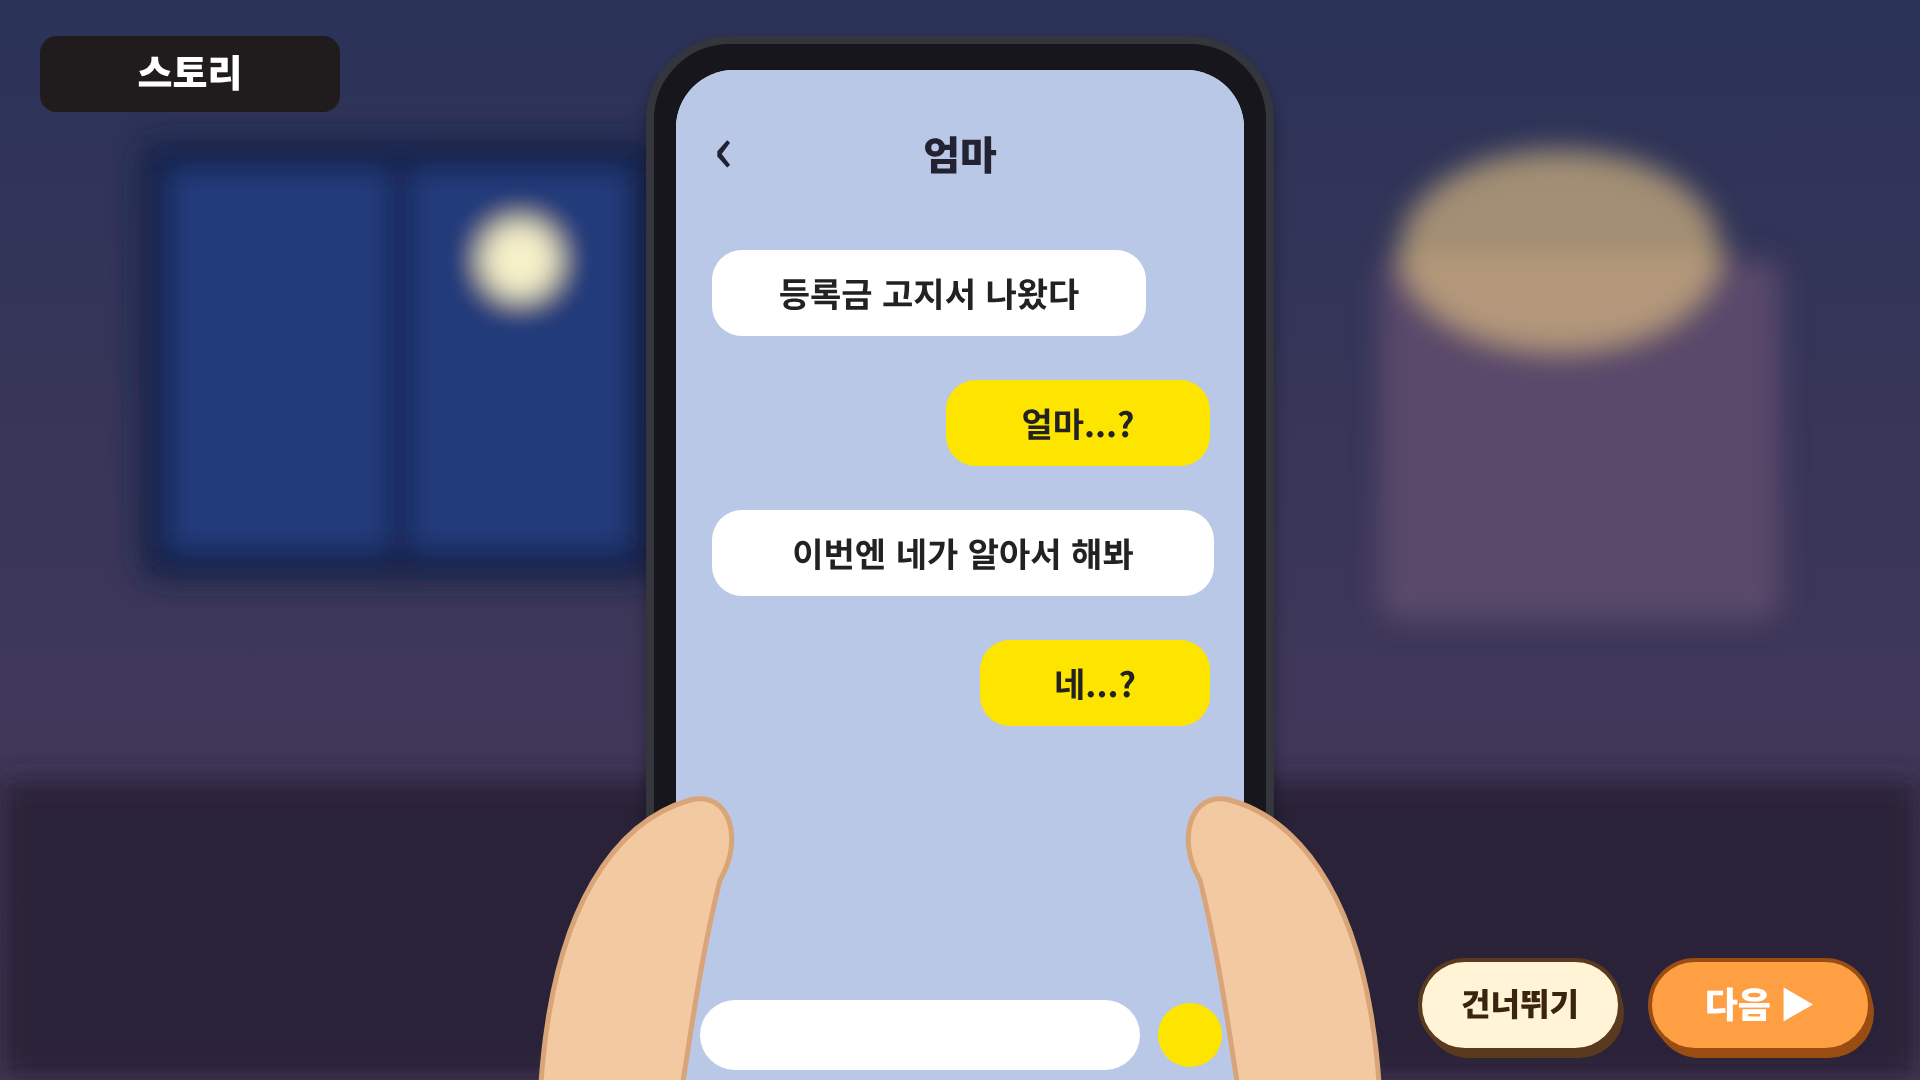 스토리
엄마
등록금 고지서 나왔다
얼마...?
이번엔 네가 알아서 해봐
네...?
건너뛰기
다음 ▶